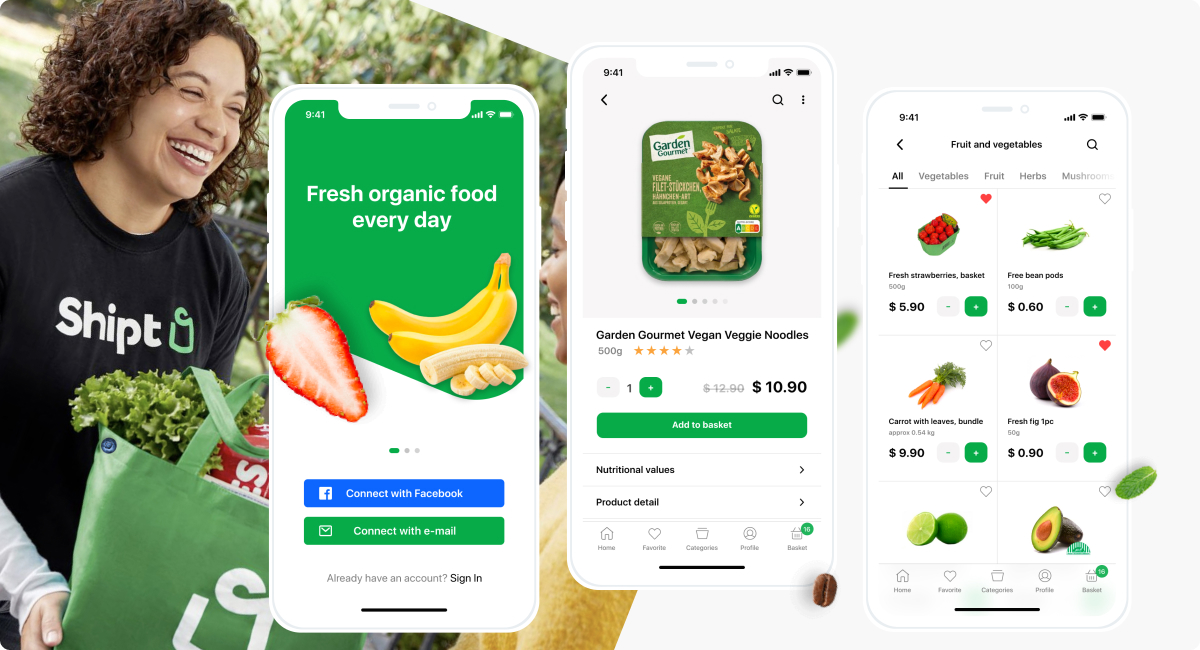 Shipt
9:41
Fresh organic food
every day
Connect with Facebook
Connect with e-mail
Already have an account? Sign In
9:41
Garden
Gourmet
VEGANE
FILET-STÜCKCHEN,
HÄHNCHEN-ART
Garden Gourmet Vegan Veggie Noodles
500g
-
1
+
$ 12.90
$ 10.90
Add to basket
Nutritional values
Product detail
16
Home
Favorite
Categories
Profile
Basket
9:41
Fruit and vegetables
All
Vegetables
Fruit
Herbs
Mushrooms
Fresh strawberries, basket
500g
$ 5.90
-
+
Free bean pods
100g
$ 0.60
-
+
Carrot with leaves, bundle
approx 0.54 kg
$ 9.90
-
+
Fresh fig 1pc
50g
$ 0.90
-
+
16
Home
Favorite
Categories
Profile
Basket